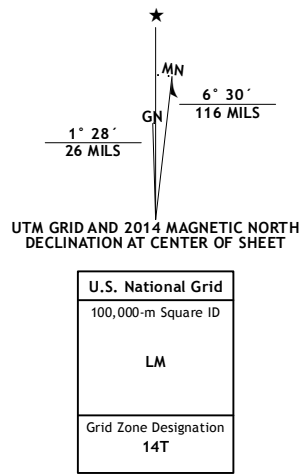 ★
MN
GN
6° 30´
116 MILS
1° 28´
26 MILS
UTM GRID AND 2014 MAGNETIC NORTH
DECLINATION AT CENTER OF SHEET
U.S. National Grid
100,000-m Square ID
LM
Grid Zone Designation
14T